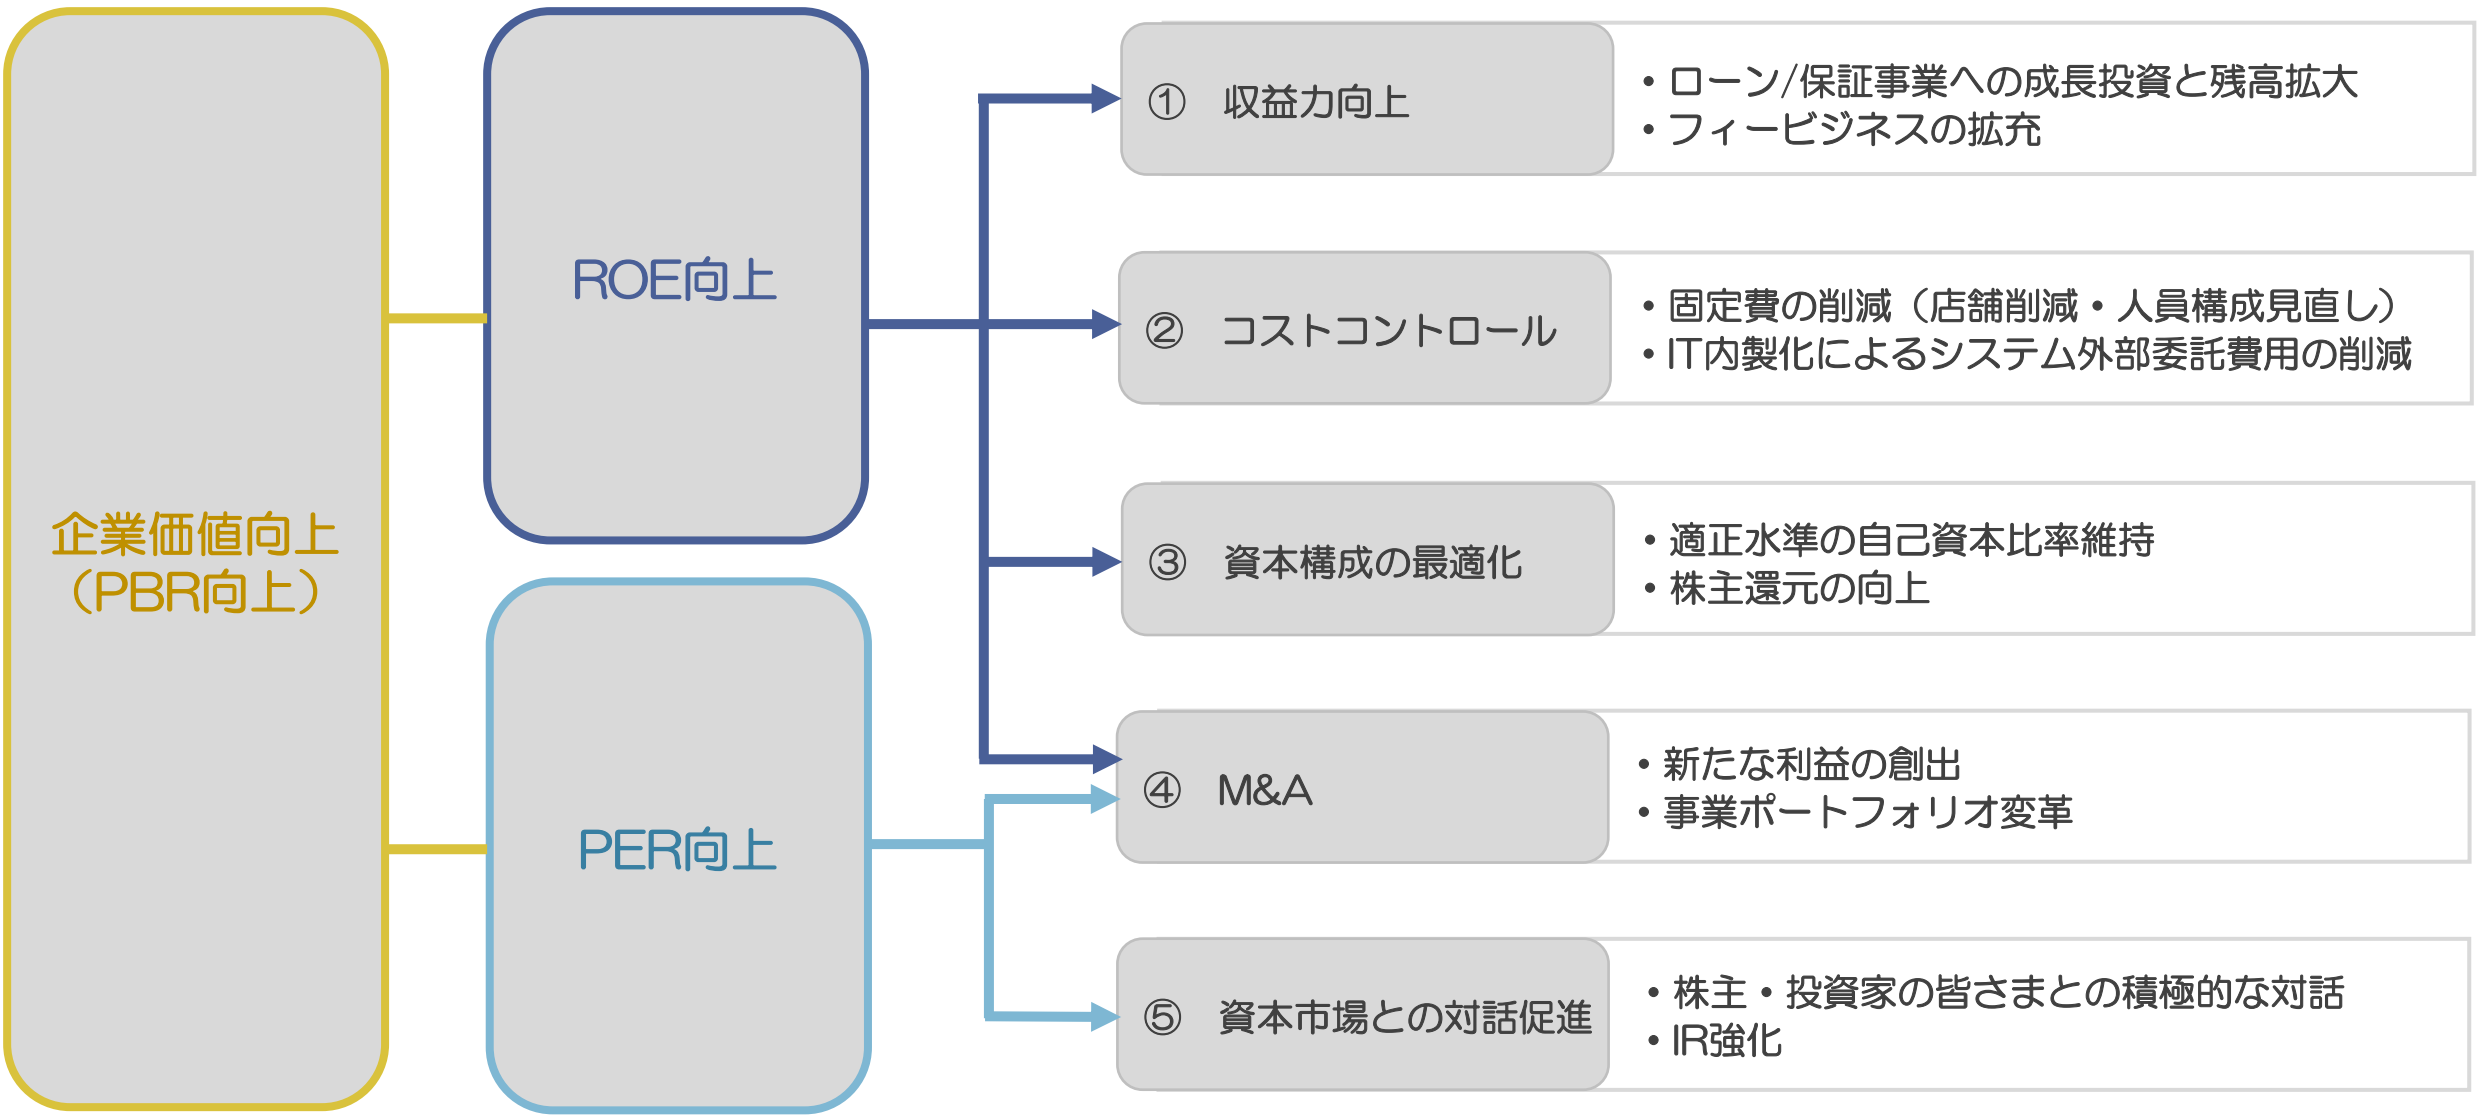 企業価値向上
（PBR向上）
ROE向上
PER向上
① 収益力向上
・ローン/保証事業への成長投資と残高拡大
・フィービジネスの拡充
② コストコントロール
・固定費の削減（店舗削減・人員構成見直し）
・IT内製化によるシステム外部委託費用の削減
③ 資本構成の最適化
・適正水準の自己資本比率維持
・株主還元の向上
④ M&A
・新たな利益の創出
・事業ポートフォリオ変革
⑤ 資本市場との対話促進
・株主・投資家の皆さまとの積極的な対話
・IR強化